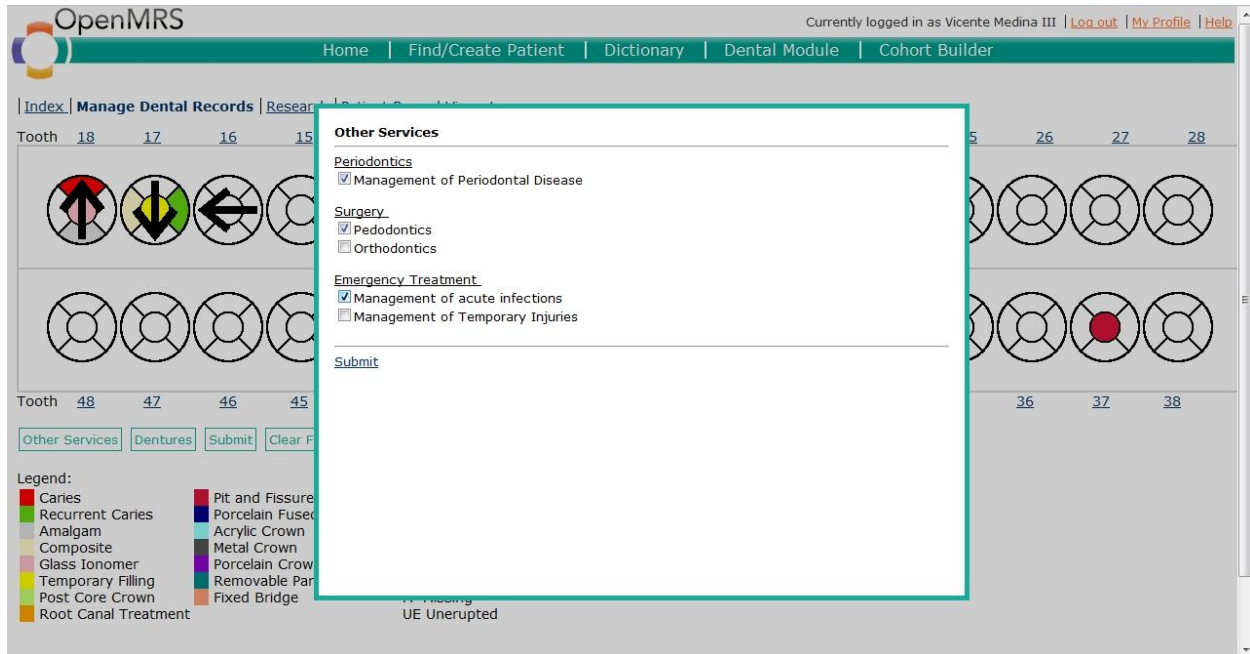 OpenMRS
Currently logged in as Vicente Medina III | Log out | My Profile | Help
Home | Find/Create Patient | Dictionary | Dental Module | Cohort Builder
| Index | Manage Dental Records |
Tooth 18 17 16 15 26 27 28
Other Services
Periodontics
Management of Periodontal Disease
Surgery
Pedodontics
Orthodontics
Emergency Treatment
Management of acute infections
Management of Temporary Injuries
Submit
Tooth 48 47 46 45 36 37 38
Other Services Dentures Submit Clear
Legend:
Caries Pit and Fissure
Recurrent Caries Porcelain
Amalgam Acrylic Crown
Composite Metal Crown
Glass Ionomer Porcelain
Temporary Filling Removable
Post Core Crown Fixed Bridge
Root Canal Treatment UE Unerupted